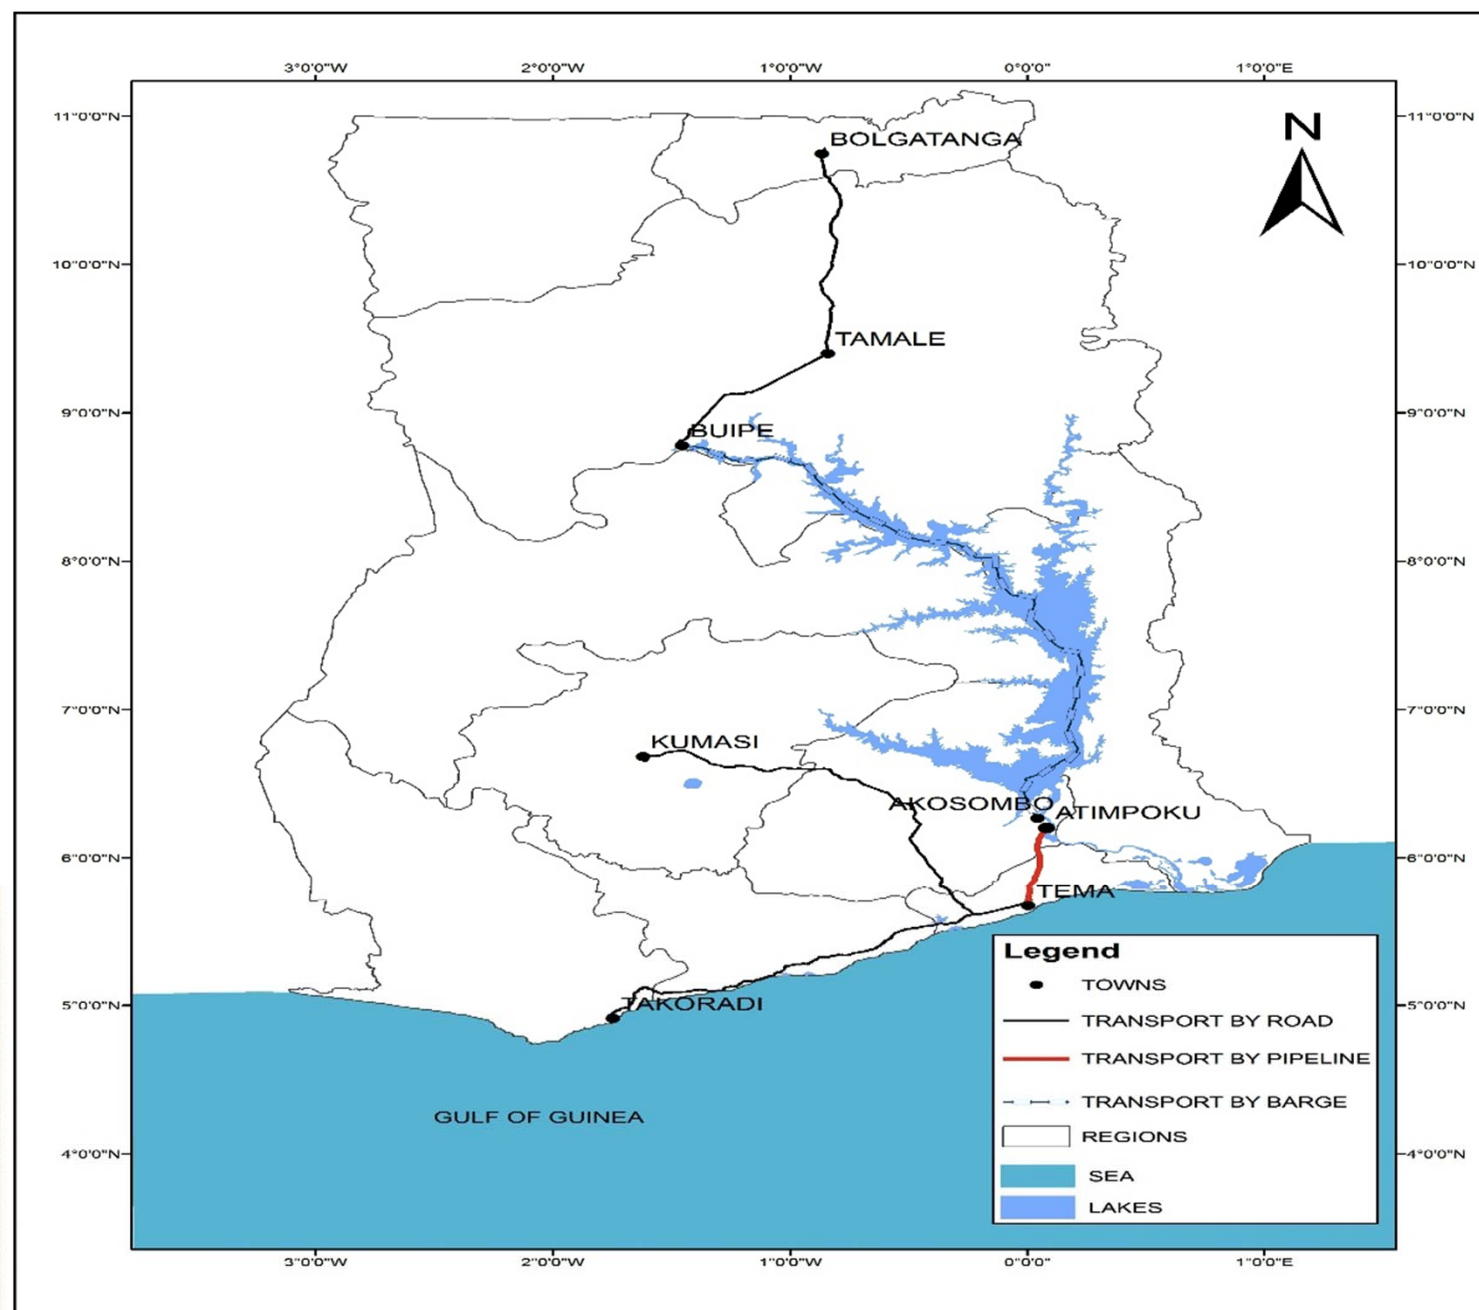 3°0'0"W 2°0'0"W 1°0'0"W 0°0'0" 1°0'0"E
N
11°0'0"N 11°0'0"N
BOLGATANGA
10°0'0"N 10°0'0"N
TAMALE
9°0'0"N 9°0'0"N
BUIPE
8°0'0"N 8°0'0"N
7°0'0"N 7°0'0"N
KUMASI
AKOSOMBO
ATIMPOKU
6°0'0"N 6°0'0"N
TEMA
5°0'0"N 5°0'0"N
TAKORADI
GULF OF GUINEA
4°0'0"N 4°0'0"N
Legend
TOWNS
TRANSPORT BY ROAD
TRANSPORT BY PIPELINE
TRANSPORT BY BARGE
REGIONS
SEA
LAKES
3°0'0"W 2°0'0"W 1°0'0"W 0°0'0" 1°0'0"E